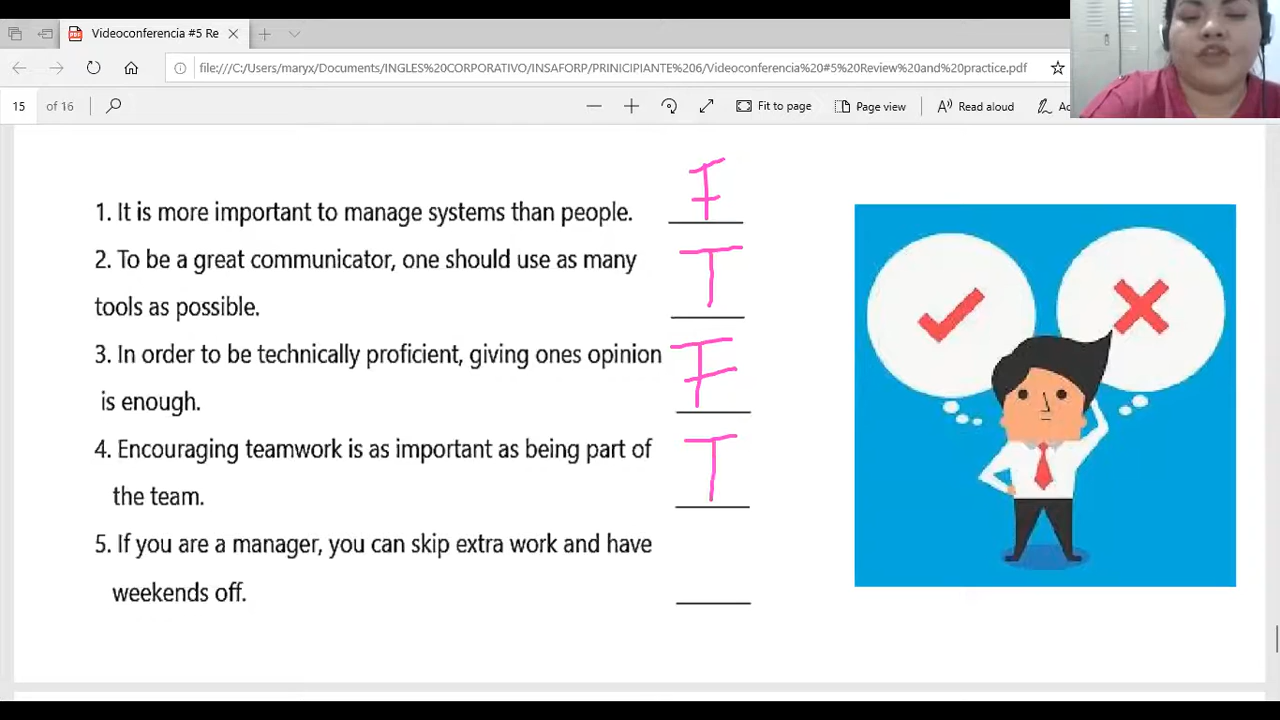 Videoconferencia #5 Re
file:///C:/Users/maryx/Documents/INGLES%20CORPORATIVO/INSAFORP/PRINICIPIANTE%206/Videoconferencia%20#5%20Review%20and%20practice.pdf
15 of 16
Fit to page
Page view
Read aloud
1. It is more important to manage systems than people. F
2. To be a great communicator, one should use as many
tools as possible. T
3. In order to be technically proficient, giving ones opinion
is enough. F
4. Encouraging teamwork is as important as being part of
the team. T
5. If you are a manager, you can skip extra work and have
weekends off.